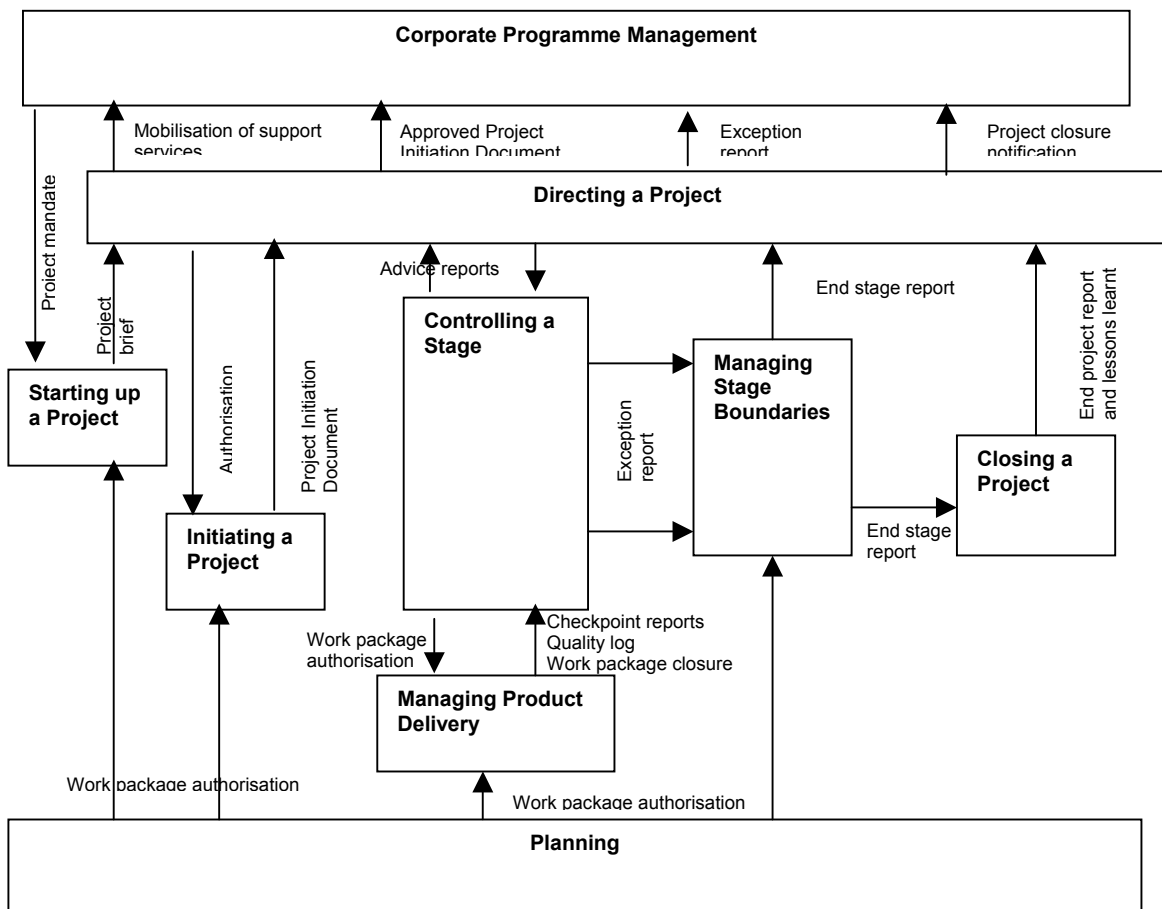 Corporate Programme Management
Mobilisation of support
services
Approved Project
Initiation Document
Exception
report
Project closure
notification
Directing a Project
Project mandate
Project
brief
Authorisation
Project Initiation
Document
Advice reports
End stage report
End project report
and lessons learnt
Starting up
a Project
Controlling a
Stage
Managing
Stage
Boundaries
Exception
report
Closing a
Project
Initiating a
Project
End stage
report
Work package
authorisation
Checkpoint reports
Quality log
Work package closure
Managing Product
Delivery
Work package authorisation
Work package authorisation
Planning